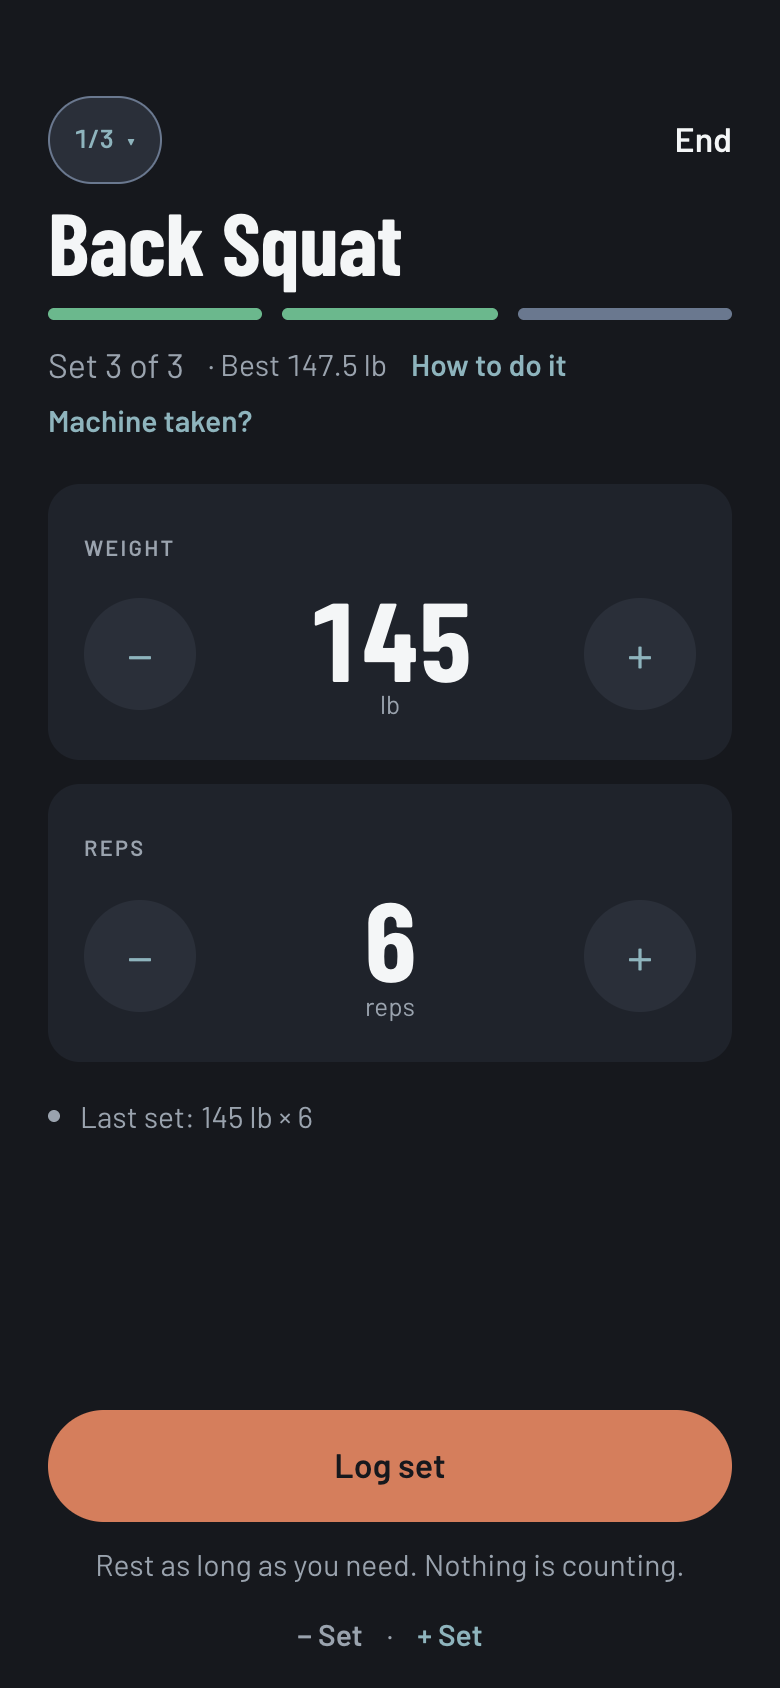 1/3 ▾
End
Back Squat
Set 3 of 3 · Best 147.5 lb How to do it
Machine taken?
WEIGHT
– 145 +
lb
REPS
– 6 +
reps
Last set: 145 lb × 6
Log set
Rest as long as you need. Nothing is counting.
– Set · + Set